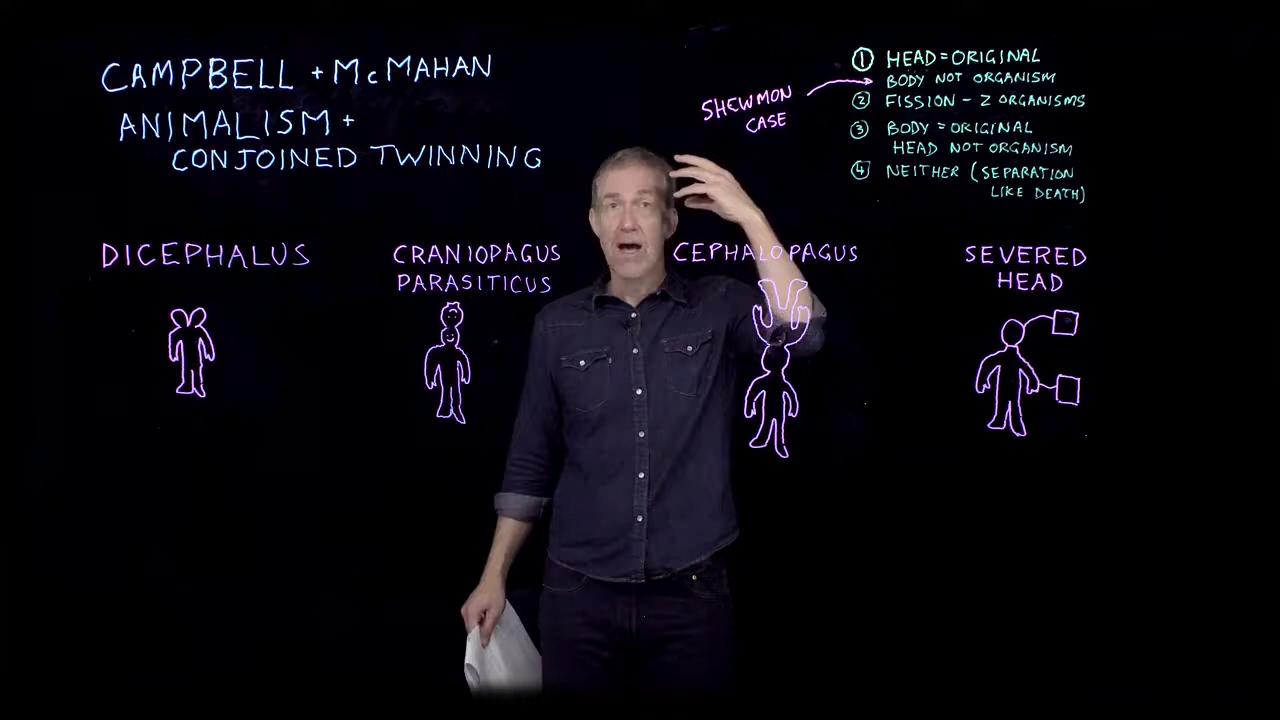 CAMPBELL + McMAHAN
ANIMALISM +
CONJOINED TWINNING
SHEWMON
CASE
① HEAD = ORIGINAL
BODY NOT ORGANISM
② FISSION - 2 ORGANISMS
③ BODY = ORIGINAL
HEAD NOT ORGANISM
④ NEITHER (SEPARATION
LIKE DEATH)
DICEPHALUS
CRANIOPAGUS
PARASITICUS
CEPHALOPAGUS
SEVERED
HEAD